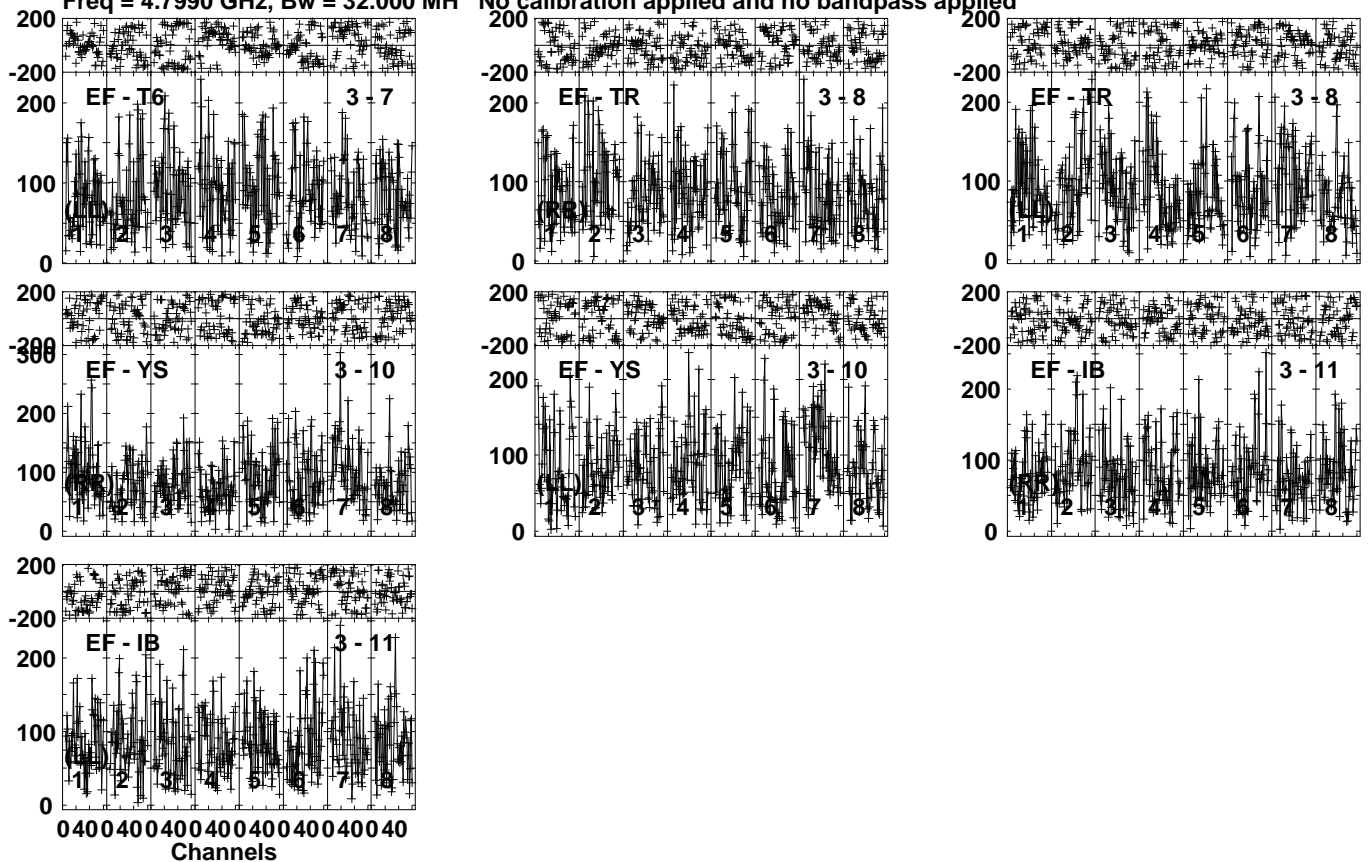 Freq = 4.7990 GHz, Bw = 32.000 MH No calibration applied and no bandpass applied
200
-200
EF - T6 3 - 7
200
100
(LL)
0
1 2 3 4 5 6 7 8
200
-200
EF - TR 3 - 8
200
100
(RR)
0
1 2 3 4 5 6 7 8
200
-200
EF - TR 3 - 8
200
100
(LL)
0
1 2 3 4 5 6 7 8
200
-200
300
EF - YS 3 - 10
200
100
(RR)
0
1 2 3 4 5 6 7 8
200
-200
EF - YS 3 - 10
200
100
(LL)
0
1 2 3 4 5 6 7 8
200
-200
EF - IB 3 - 11
200
100
(RR)
0
1 2 3 4 5 6 7 8
200
-200
EF - IB 3 - 11
200
100
(LL)
0
1 2 3 4 5 6 7 8
0 40 0 40 0 40 0 40 0 40 0 40 0 40 0 40
Channels